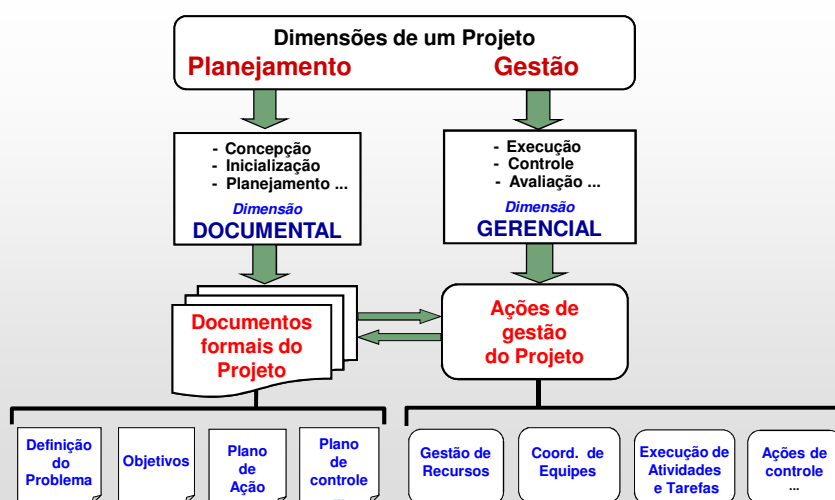 Dimensões de um Projeto
Planejamento
Gestão
- Concepção
- Inicialização
- Planejamento ...
Dimensão
DOCUMENTAL
- Execução
- Controle
- Avaliação ...
Dimensão
GERENCIAL
Documentos
formais do
Projeto
Ações de
gestão
do Projeto
Definição
do
Problema
Objetivos
Plano
de
Ação
Plano
de
controle
...
Gestão de
Recursos
Coord. de
Equipes
Execução de
Atividades
e Tarefas
Ações de
controle
...